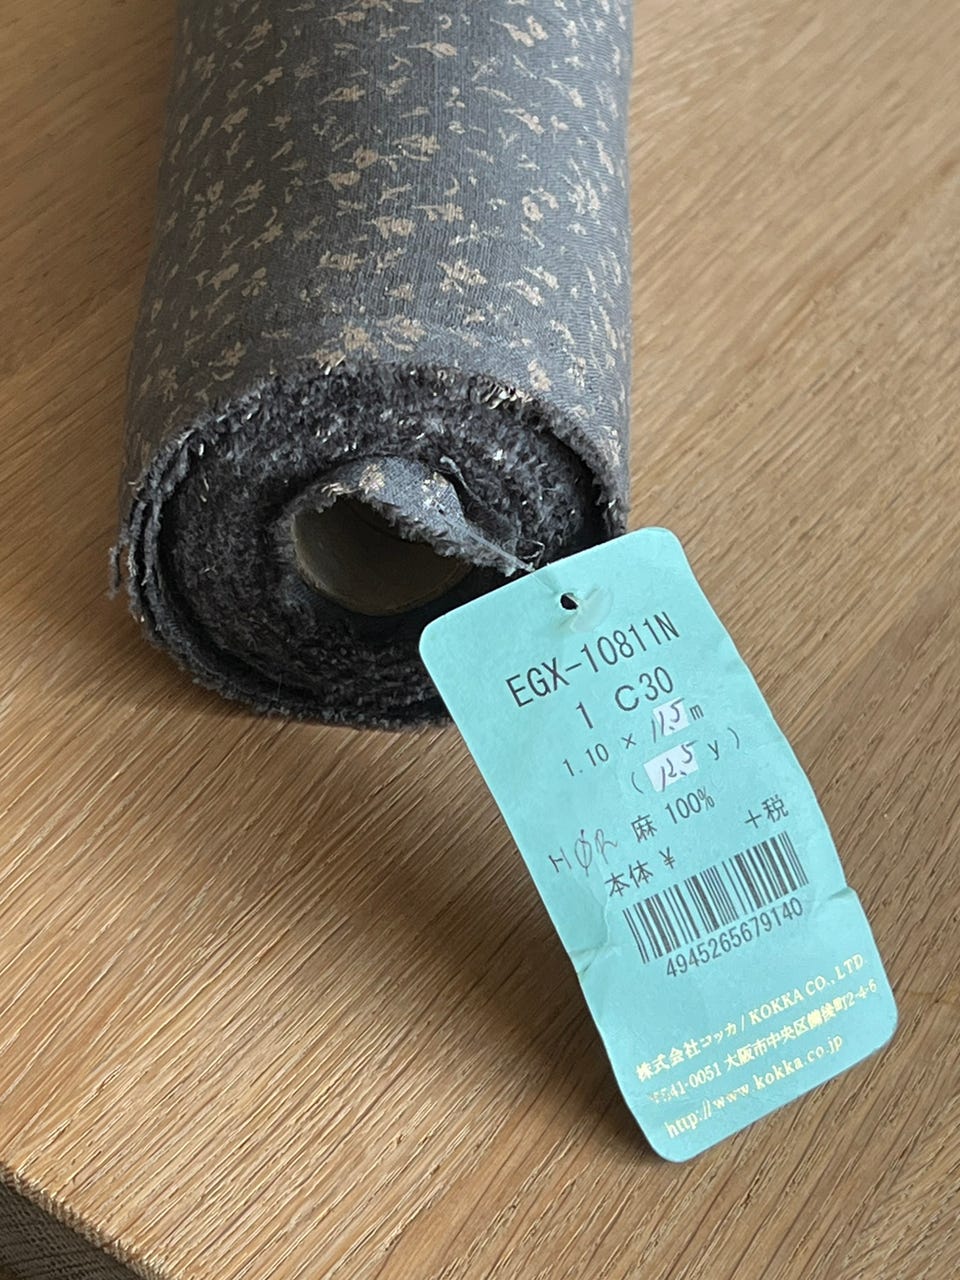 EGX-10811N
1 C30
1.10 × 11.5 m
( 12.5 y )
HØR 麻 100%
本体 ¥ +税
4945265679140
株式会社コッカ/KOKKA CO.,LTD.
〒541-0051 大阪市中央区備後町2-4-6
http://www.kokka.co.jp